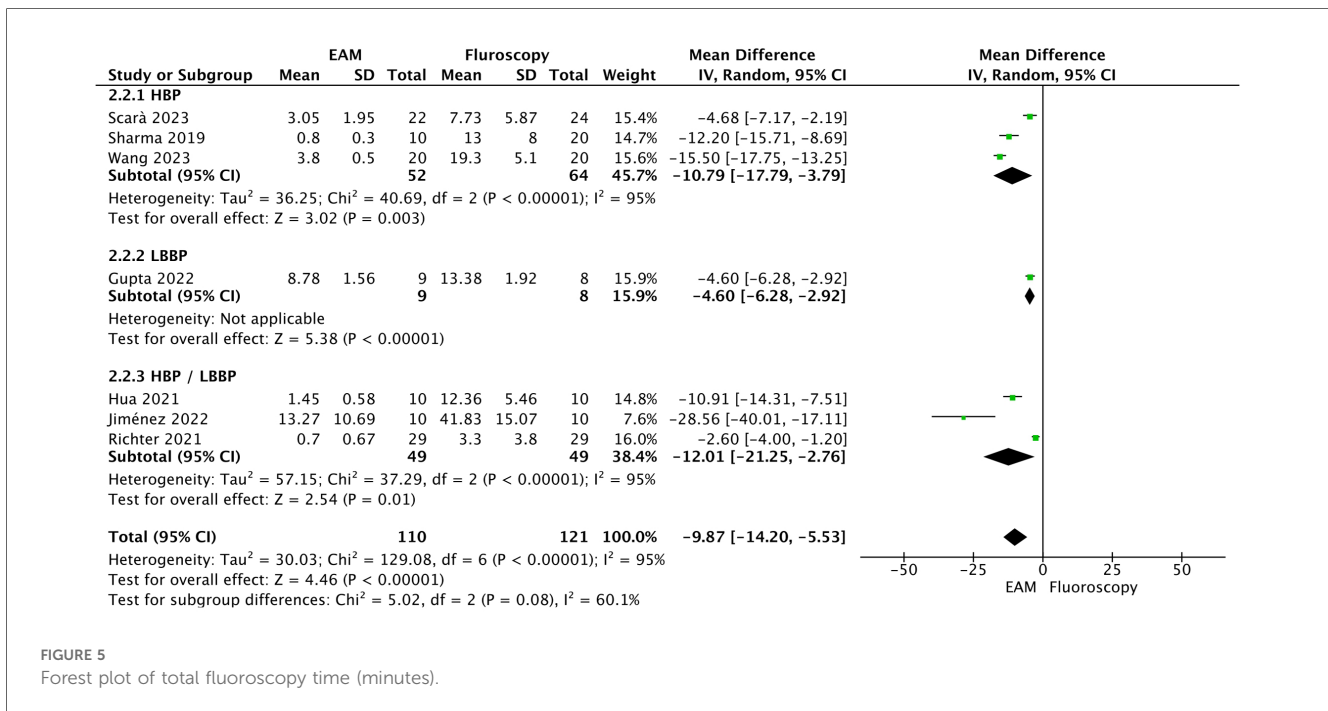 EAM Fluroscopy Mean Difference Mean Difference
Study or Subgroup Mean SD Total Mean SD Total Weight IV, Random, 95% CI IV, Random, 95% CI
2.2.1 HBP
Scarà 2023 3.05 1.95 22 7.73 5.87 24 15.4% −4.68 [−7.17, −2.19]
Sharma 2019 0.8 0.3 10 13 8 20 14.7% −12.20 [−15.71, −8.69]
Wang 2023 3.8 0.5 20 19.3 5.1 20 15.6% −15.50 [−17.75, −13.25]
Subtotal (95% CI) 52 64 45.7% −10.79 [−17.79, −3.79]
Heterogeneity: Tau² = 36.25; Chi² = 40.69, df = 2 (P < 0.00001); I² = 95%
Test for overall effect: Z = 3.02 (P = 0.003)
2.2.2 LBBP
Gupta 2022 8.78 1.56 9 13.38 1.92 8 15.9% −4.60 [−6.28, −2.92]
Subtotal (95% CI) 9 8 15.9% −4.60 [−6.28, −2.92]
Heterogeneity: Not applicable
Test for overall effect: Z = 5.38 (P < 0.00001)
2.2.3 HBP / LBBP
Hua 2021 1.45 0.58 10 12.36 5.46 10 14.8% −10.91 [−14.31, −7.51]
Jiménez 2022 13.27 10.69 10 41.83 15.07 10 7.6% −28.56 [−40.01, −17.11]
Richter 2021 0.7 0.67 29 3.3 3.8 29 16.0% −2.60 [−4.00, −1.20]
Subtotal (95% CI) 49 49 38.4% −12.01 [−21.25, −2.76]
Heterogeneity: Tau² = 57.15; Chi² = 37.29, df = 2 (P < 0.00001); I² = 95%
Test for overall effect: Z = 2.54 (P = 0.01)
Total (95% CI) 110 121 100.0% −9.87 [−14.20, −5.53]
Heterogeneity: Tau² = 30.03; Chi² = 129.08, df = 6 (P < 0.00001); I² = 95%
Test for overall effect: Z = 4.46 (P < 0.00001)
Test for subgroup differences: Chi² = 5.02, df = 2 (P = 0.08), I² = 60.1%
−50 −25 0 25 50
EAM Fluoroscopy
FIGURE 5
Forest plot of total fluoroscopy time (minutes).